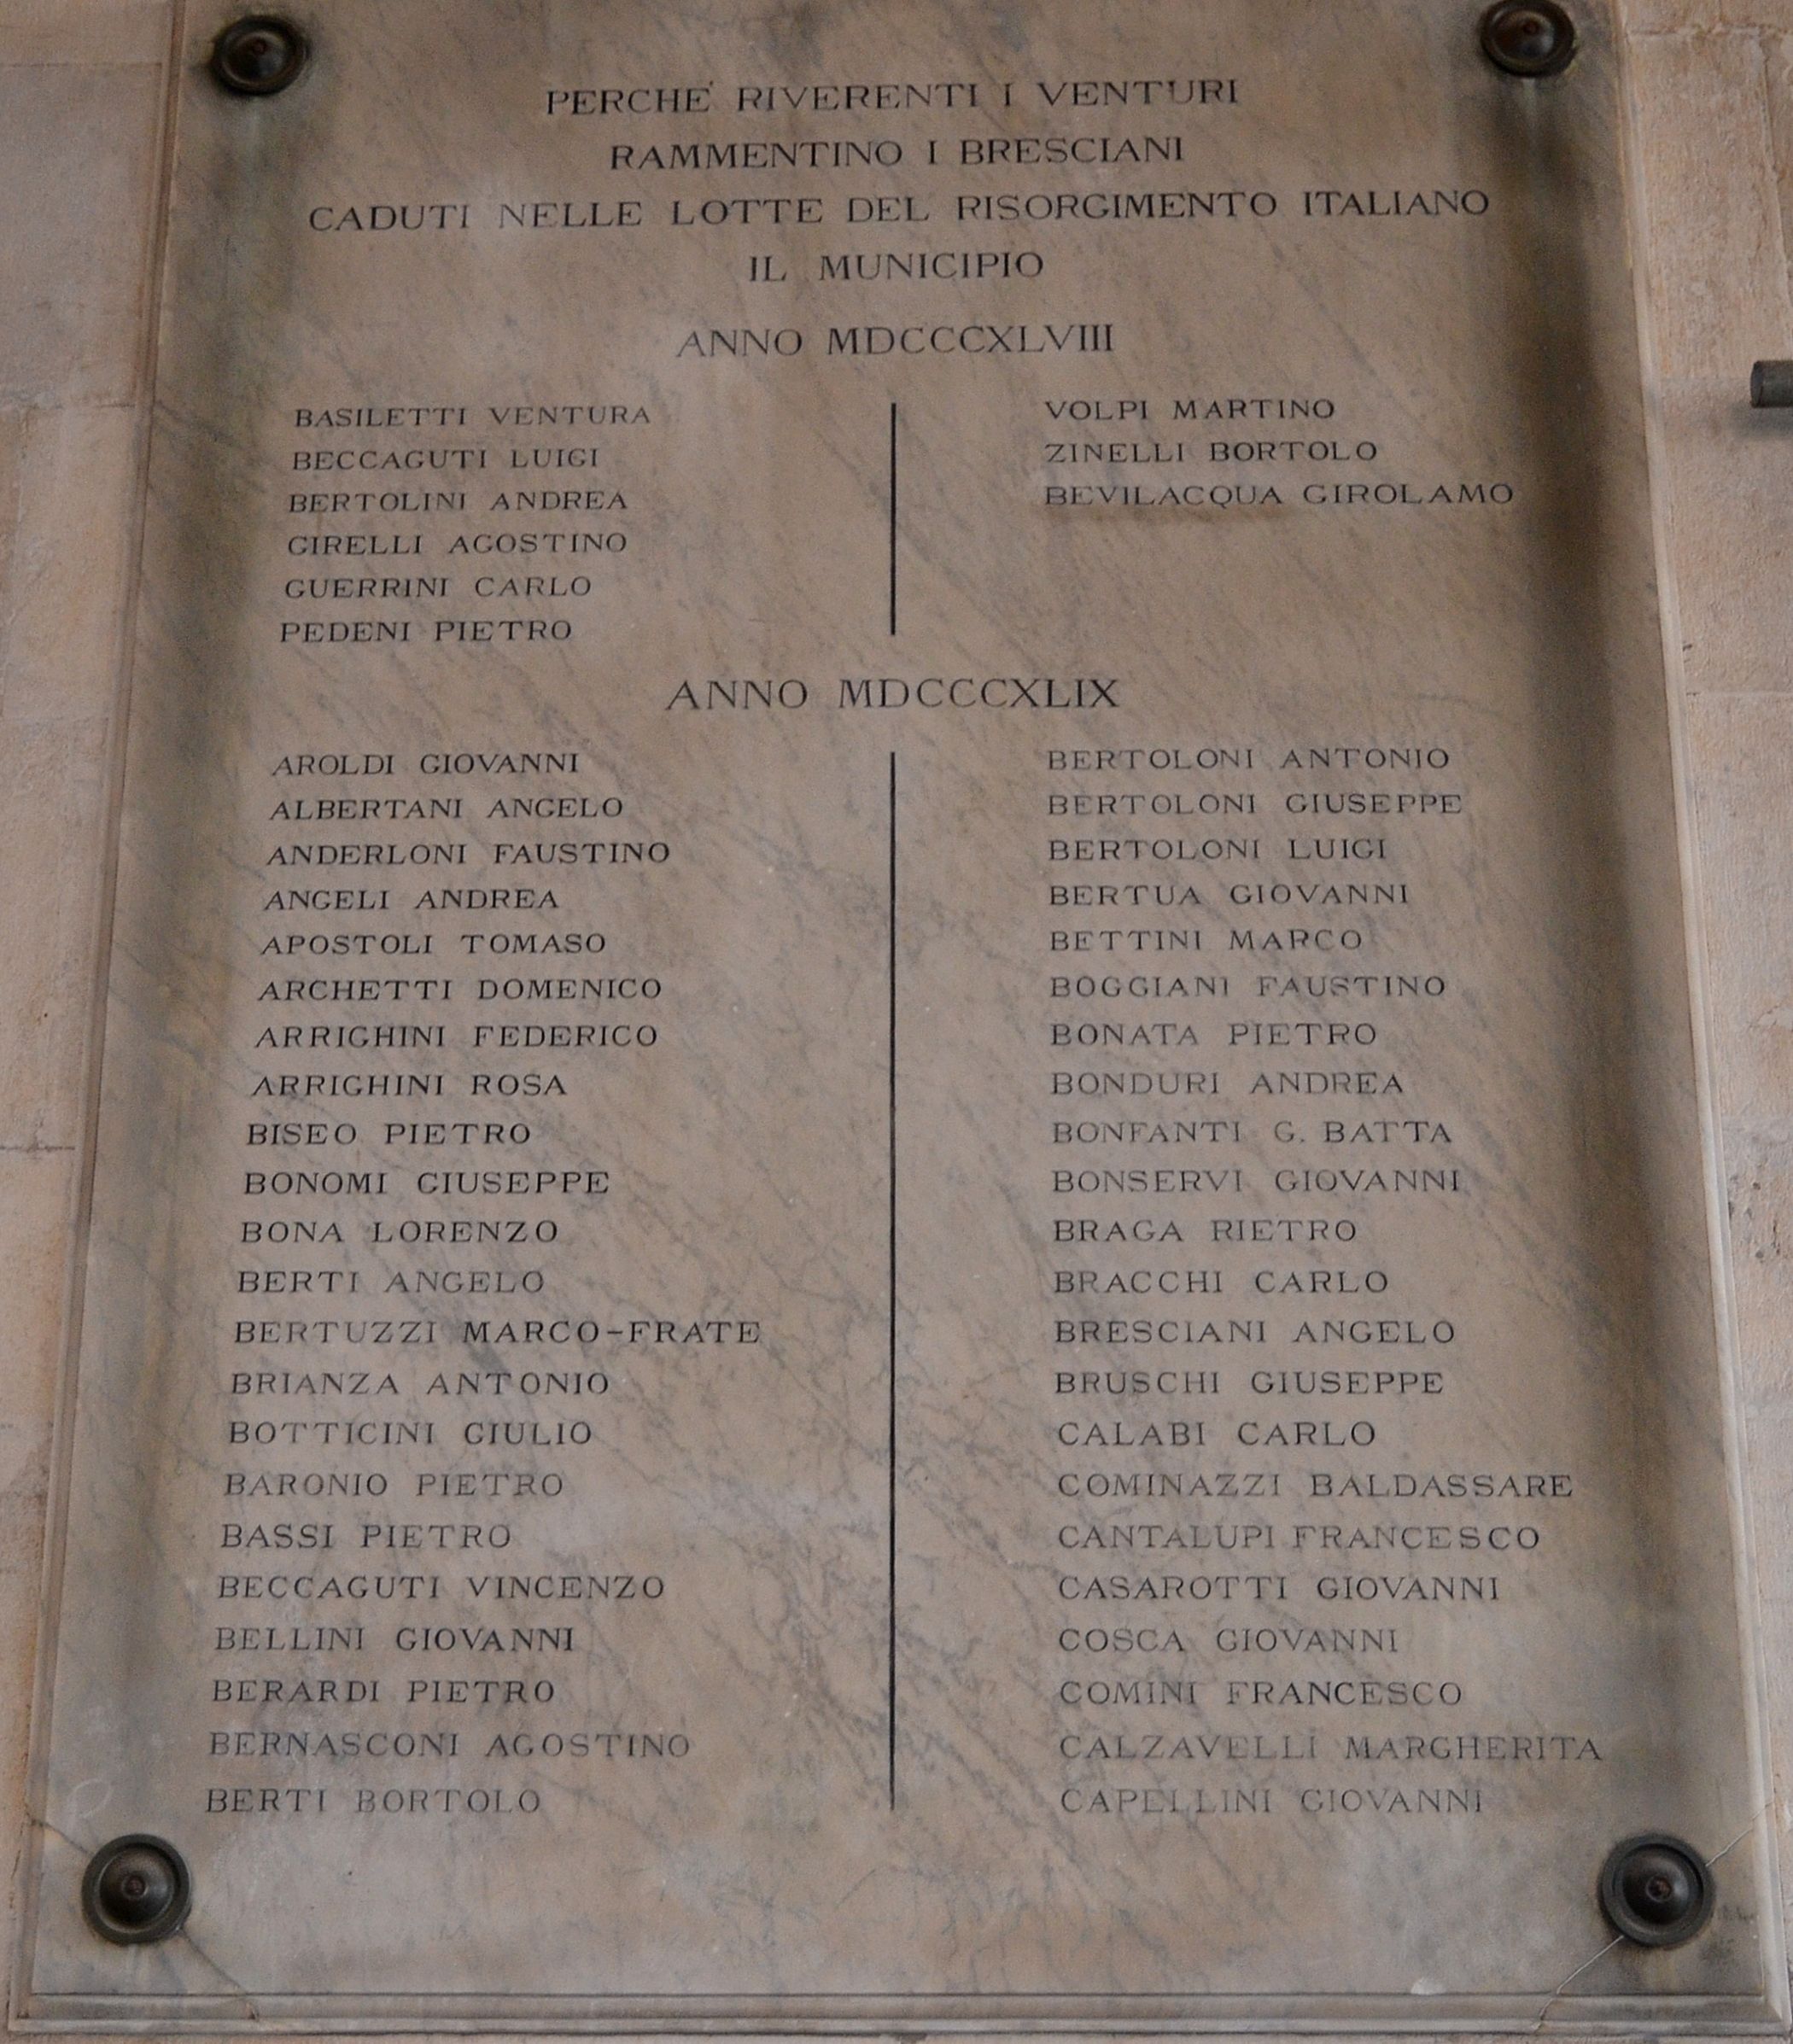 PERCHE' RIVERENTI I VENTURI
RAMMENTINO I BRESCIANI
CADUTI NELLE LOTTE DEL RISORGIMENTO ITALIANO
IL MUNICIPIO
ANNO MDCCCXLVIII
BASILETTI VENTURA
BECCAGUTI LUIGI
BERTOLINI ANDREA
GIRELLI AGOSTINO
GUERRINI CARLO
PEDENI PIETRO
VOLPI MARTINO
ZINELLI BORTOLO
BEVILACQUA GIROLAMO
ANNO MDCCCXLIX
AROLDI GIOVANNI
ALBERTANI ANGELO
ANDERLONI FAUSTINO
ANGELI ANDREA
APOSTOLI TOMASO
ARCHETTI DOMENICO
ARRIGHINI FEDERICO
ARRIGHINI ROSA
BISEO PIETRO
BONOMI GIUSEPPE
BONA LORENZO
BERTI ANGELO
BERTUZZI MARCO-FRATE
BRIANZA ANTONIO
BOTTICINI GIULIO
BARONIO PIETRO
BASSI PIETRO
BECCAGUTI VINCENZO
BELLINI GIOVANNI
BERARDI PIETRO
BERNASCONI AGOSTINO
BERTI BORTOLO
BERTOLONI ANTONIO
BERTOLONI GIUSEPPE
BERTOLONI LUIGI
BERTUA GIOVANNI
BETTINI MARCO
BOGGIANI FAUSTINO
BONATA PIETRO
BONDURI ANDREA
BONFANTI G. BATTA
BONSERVI GIOVANNI
BRAGA RIETRO
BRACCHI CARLO
BRESCIANI ANGELO
BRUSCHI GIUSEPPE
CALABI CARLO
COMINAZZI BALDASSARE
CANTALUPI FRANCESCO
CASAROTTI GIOVANNI
COSCA GIOVANNI
COMINI FRANCESCO
CALZAVELLI MARGHERITA
CAPELLINI GIOVANNI